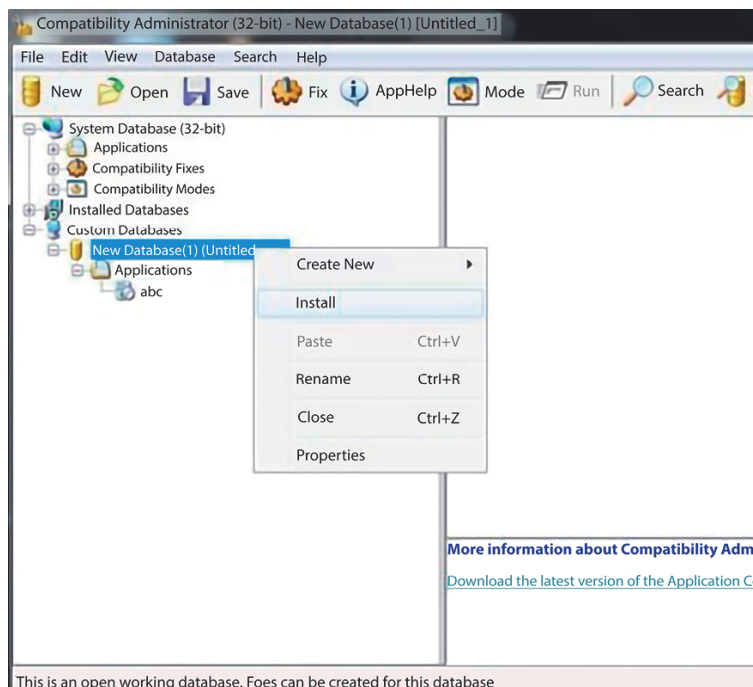 Compatibility Administrator (32-bit) - New Database(1) [Untitled_1]
File Edit View Database Search Help
New Open Save Fix AppHelp Mode Run Search
System Database (32-bit)
Applications
Compatibility Fixes
Compatibility Modes
Installed Databases
Custom Databases
New Database(1) (Untitled
Applications
abc
Create New
Install
Paste Ctrl+V
Rename Ctrl+R
Close Ctrl+Z
Properties
More information about Compatibility Adm
Download the latest version of the Application C
This is an open working database. Foes can be created for this database